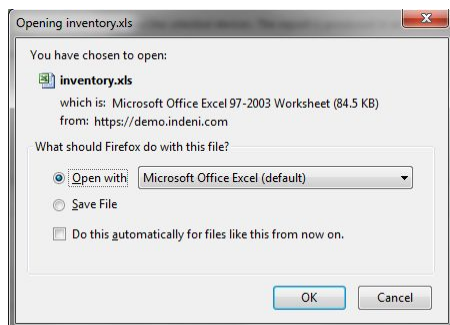 Opening inventory.xls
You have chosen to open:
inventory.xls
which is: Microsoft Office Excel 97-2003 Worksheet (84.5 KB)
from: https://demo.indeni.com
What should Firefox do with this file?
Open with Microsoft Office Excel (default)
Save File
Do this automatically for files like this from now on.
OK Cancel